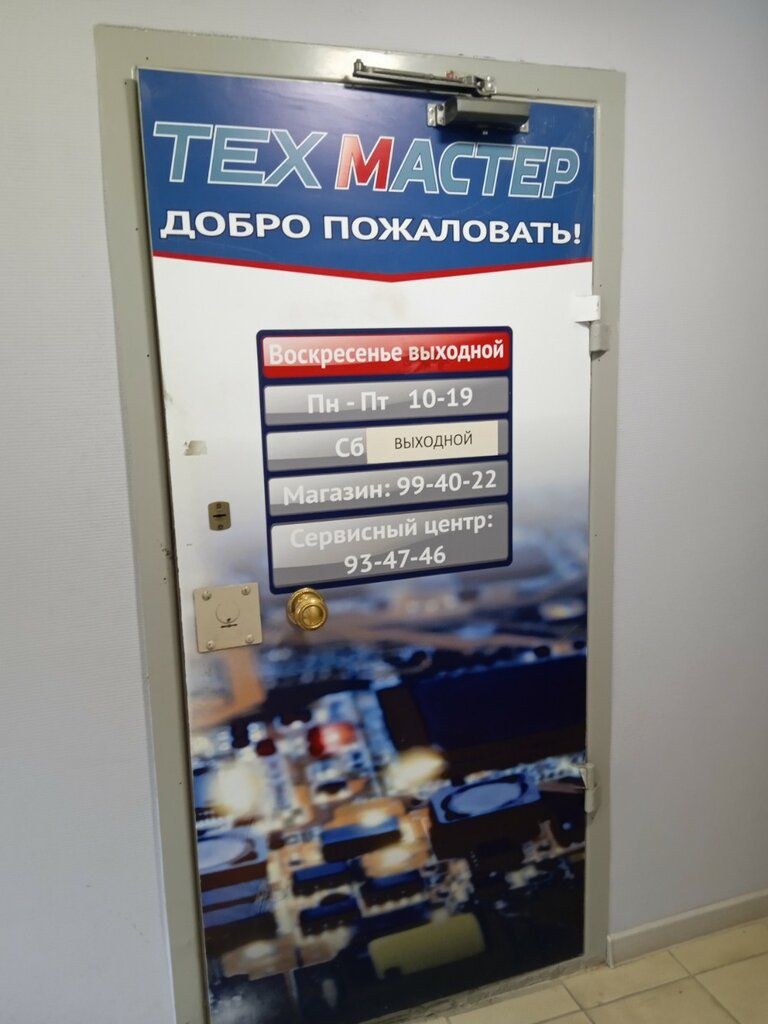 ТЕХ МАСТЕР
ДОБРО ПОЖАЛОВАТЬ!
Воскресенье выходной
Пн - Пт 10-19
Сб ВЫХОДНОЙ
Магазин: 99-40-22
Сервисный центр:
93-47-46